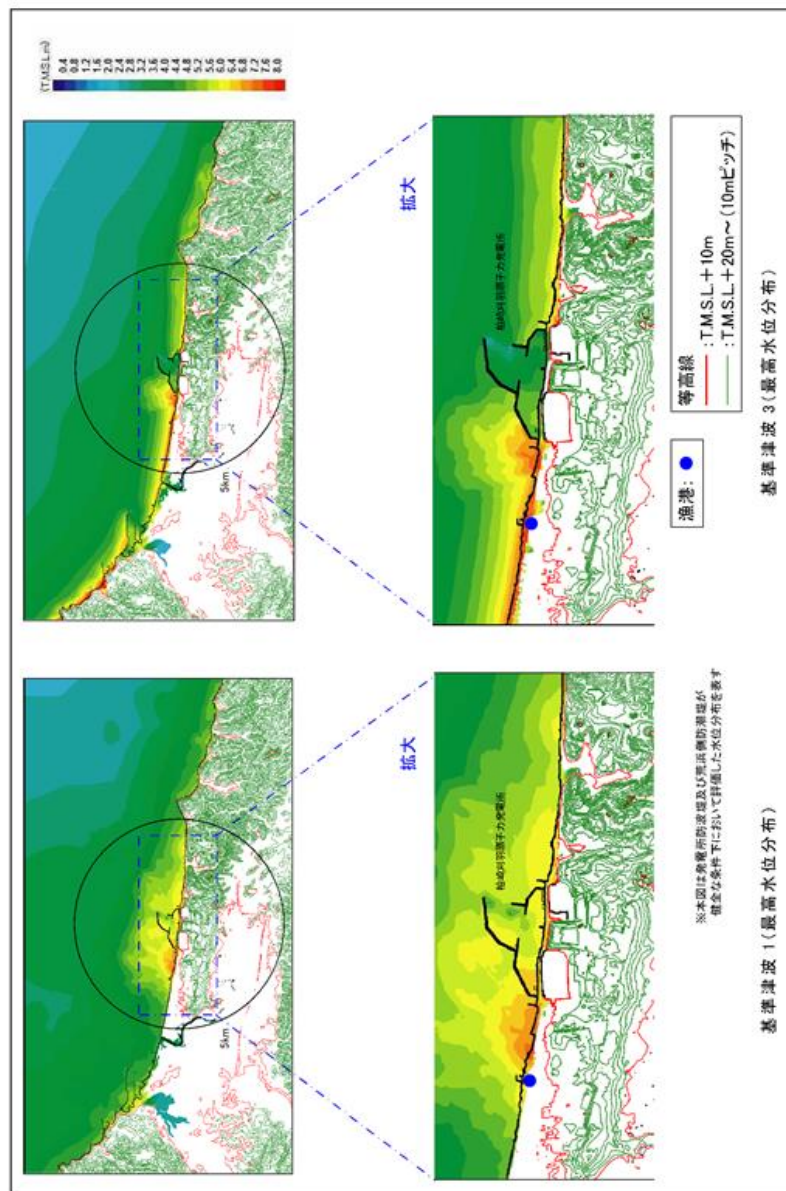 基準津波1(最高水位分布)
5km
拡大
柏崎刈羽原子力発電所
※本図は発電所防波堤及び荒浜側防潮堤が
健全な条件下において評価した水位分布を表す
基準津波3(最高水位分布)
5km
拡大
柏崎刈羽原子力発電所
漁港:
等高線
:T.M.S.L.+10m
:T.M.S.L.+20m~(10mピッチ)
(T.M.S.L.m)
0.4
0.8
1.2
1.6
2.0
2.4
2.8
3.2
3.6
4.0
4.4
4.8
5.2
5.6
6.0
6.4
6.8
7.2
7.6
8.0